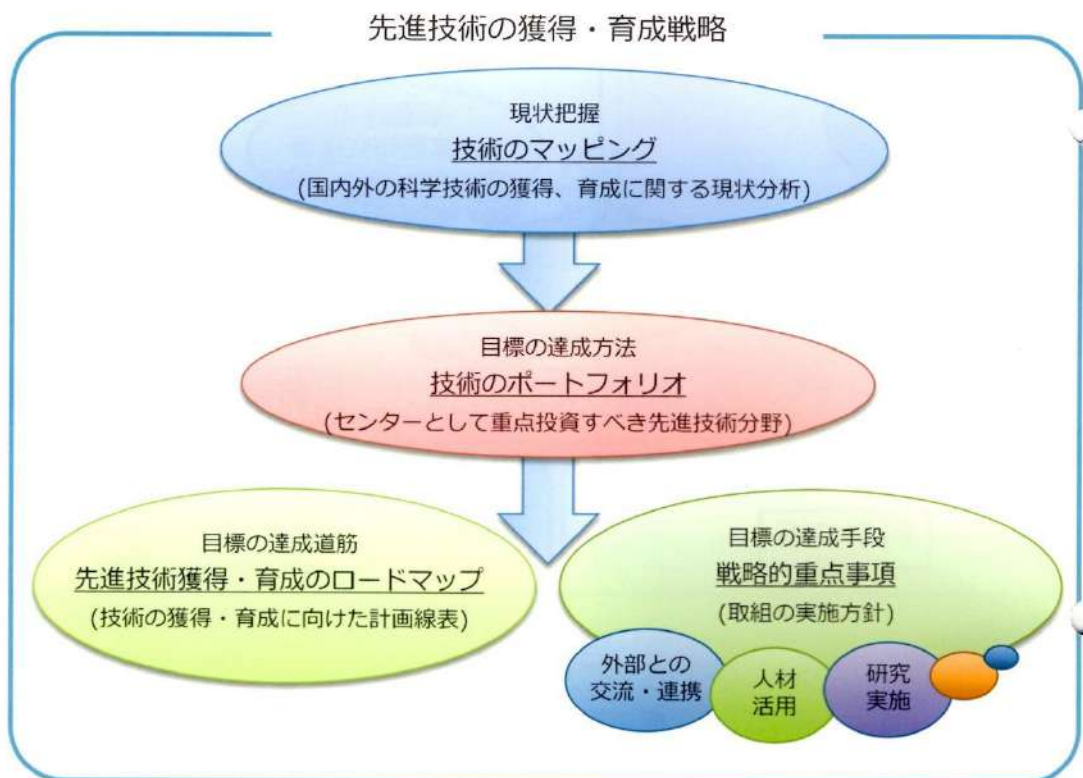 先進技術の獲得・育成戦略
現状把握
技術のマッピング
(国内外の科学技術の獲得、育成に関する現状分析)
目標の達成方法
技術のポートフォリオ
(センターとして重点投資すべき先進技術分野)
目標の達成道筋
先進技術獲得・育成のロードマップ
(技術の獲得・育成に向けた計画線表)
目標の達成手段
戦略的重点事項
(取組の実施方針)
外部との
交流・連携
人材
活用
研究
実施